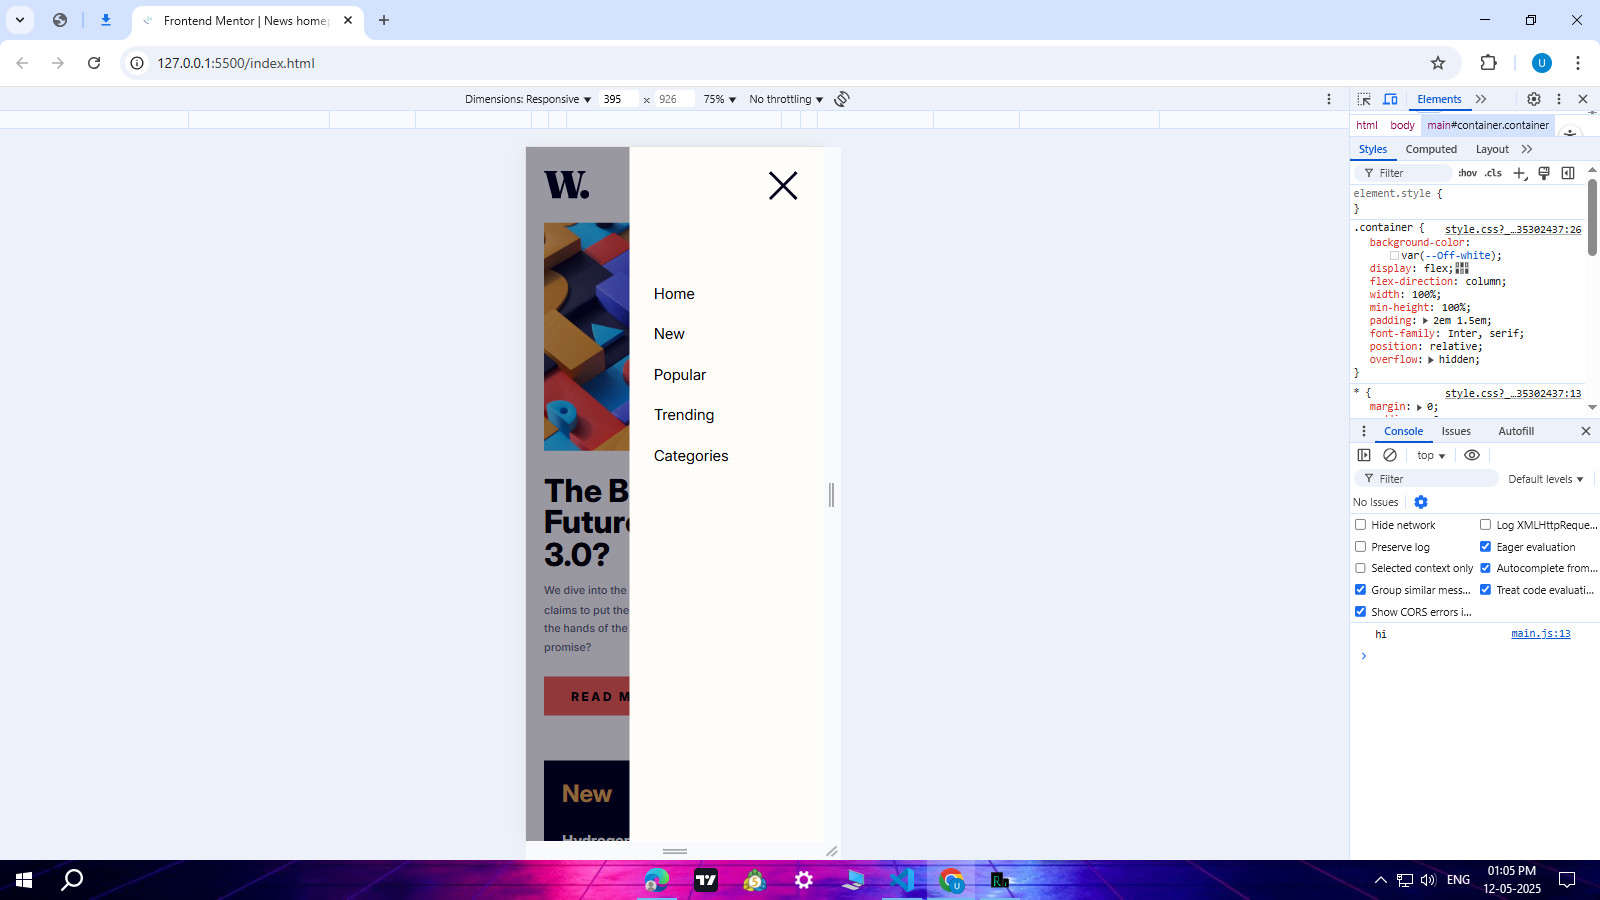 Frontend Mentor | News homep
127.0.0.1:5500/index.html
U
Dimensions: Responsive ▼ 395 × 926 75% ▼ No throttling ▼
Elements
html body main#container.container
Styles Computed Layout
Filter :hov .cls
element.style {
}
.container { style.css?_…35302437:26
background-color:
var(--Off-white);
display: flex;
flex-direction: column;
width: 100%;
min-height: 100%;
padding: ▶ 2em 1.5em;
font-family: Inter, serif;
position: relative;
overflow: ▶ hidden;
}
* { style.css?_…35302437:13
margin: ▶ 0;
Console Issues Autofill
top ▼
Filter Default levels ▼
No Issues
Hide network Log XMLHttpReque...
Preserve log Eager evaluation
Selected context only Autocomplete from...
Group similar mess... Treat code evaluati...
Show CORS errors i...
hi main.js:13
W.
Home
New
Popular
Trending
Categories
The B
Future
3.0?
We dive into the
claims to put the
the hands of the
promise?
READ M
New
Hydrogen
ENG
01:05 PM
12-05-2025